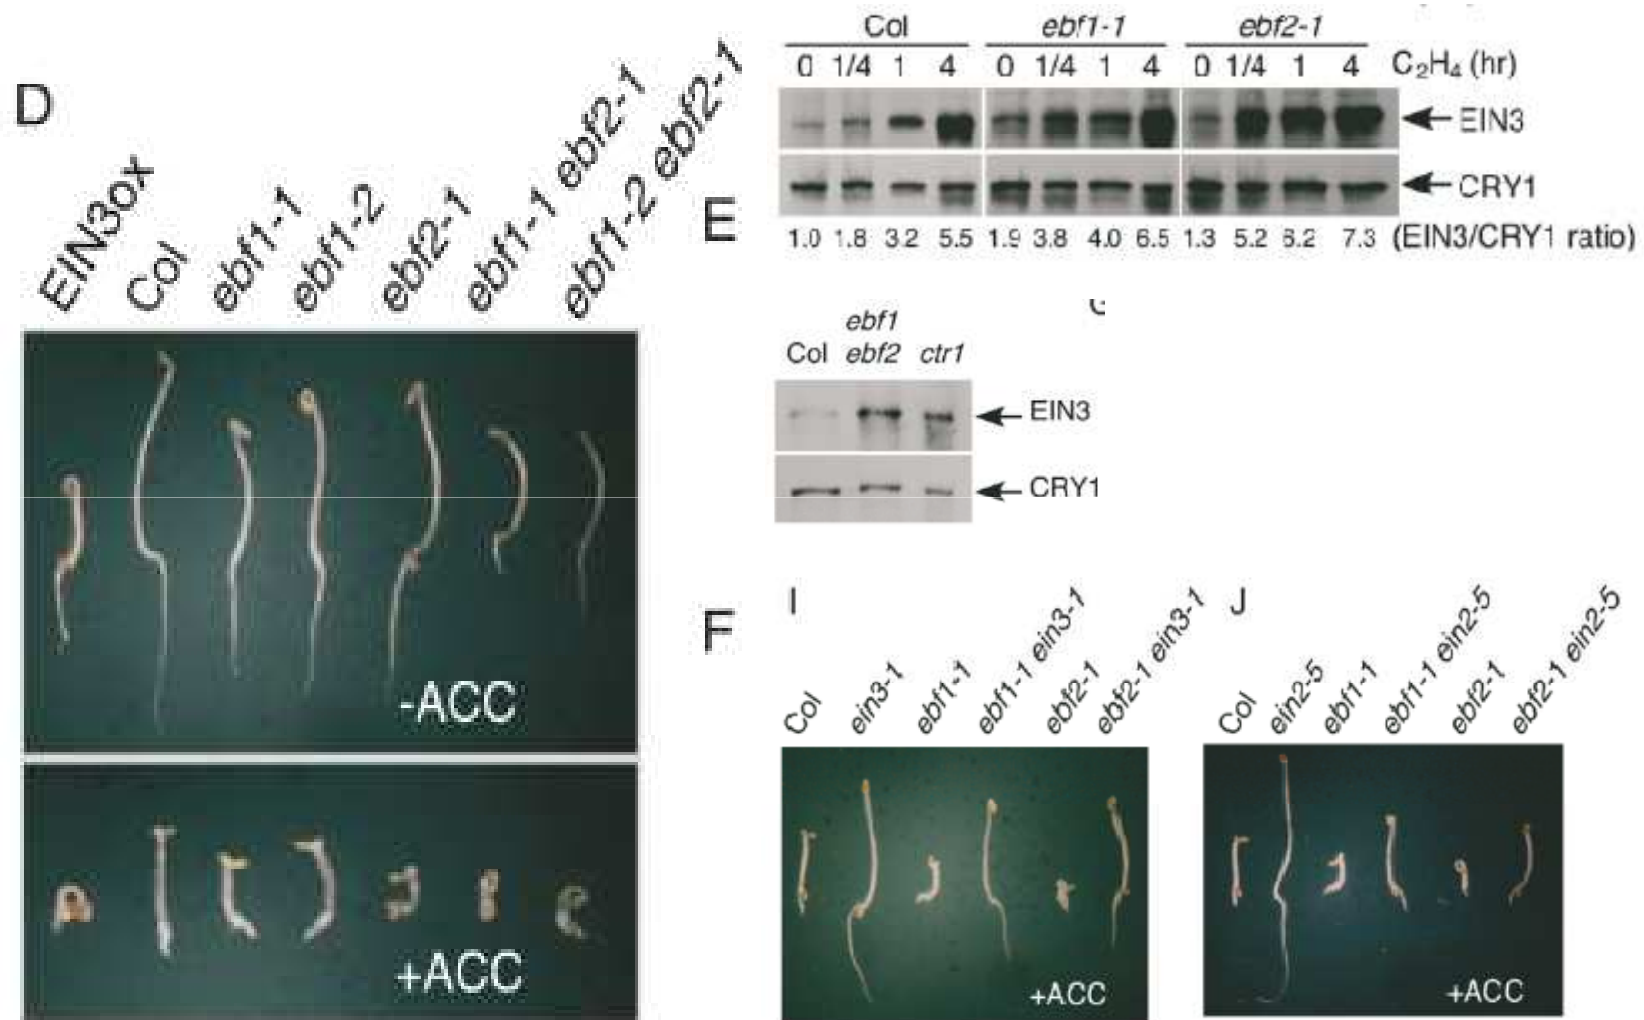 D
EIN3ox
Col
ebf1-1
ebf1-2
ebf2-1
ebf1-1 ebf2-1
ebf1-2 ebf2-1
-ACC
+ACC
Col ebf1-1 ebf2-1
0 1/4 1 4 0 1/4 1 4 0 1/4 1 4 C2H4 (hr)
EIN3
CRY1
E
1.0 1.8 3.2 5.5 1.9 3.8 4.0 6.5 1.3 5.2 6.2 7.3 (EIN3/CRY1 ratio)
ebf1
Col ebf2 ctr1
EIN3
CRY1
F
I
Col
ein3-1
ebf1-1
ebf1-1 ein3-1
ebf2-1
ebf2-1 ein3-1
+ACC
J
Col
ein2-5
ebf1-1
ebf1-1 ein2-5
ebf2-1
ebf2-1 ein2-5
+ACC